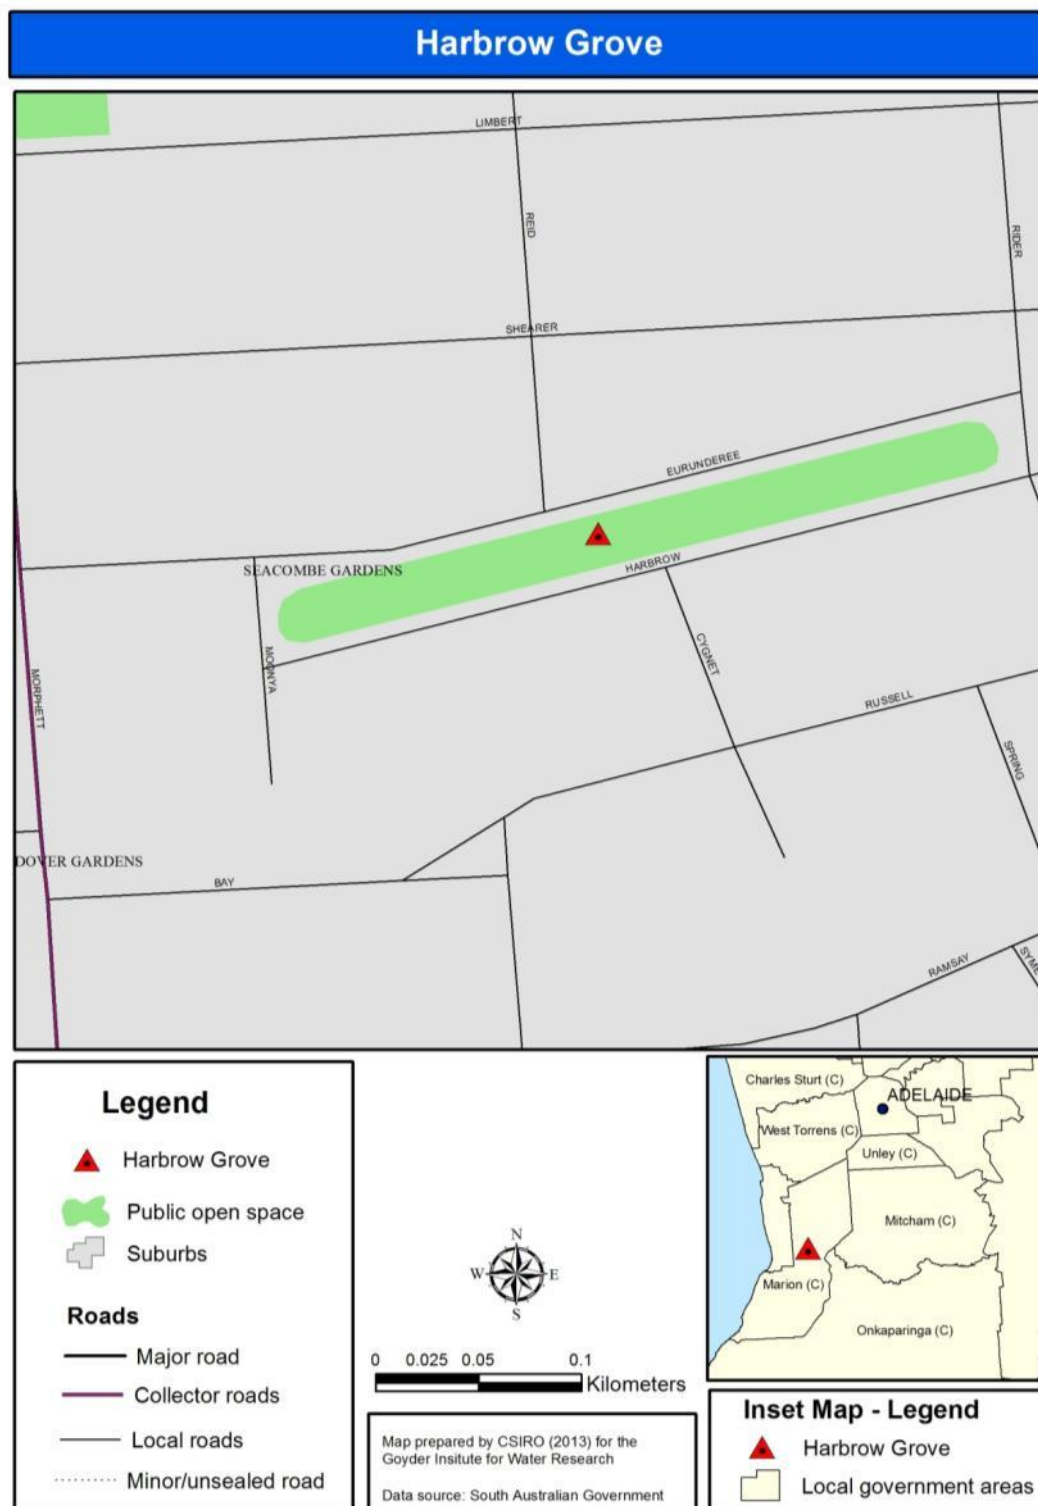 Harbrow Grove
LIMBERT
REID
RIDER
SHEARER
EURUNDEREE
SEACOMBE GARDENS
HARBROW
MOONYA
CYGNET
MORPHETT
RUSSELL
SPRING
DOVER GARDENS
BAY
RAMSAY
SYME
Legend
Harbrow Grove
Public open space
Suburbs
Roads
Major road
Collector roads
Local roads
Minor/unsealed road
N
W E
S
0 0.025 0.05 0.1
Kilometers
Map prepared by CSIRO (2013) for the
Goyder Insitute for Water Research
Data source: South Australian Government
Charles Sturt (C)
ADELAIDE
West Torrens (C)
Unley (C)
Mitcham (C)
Marion (C)
Onkaparinga (C)
Inset Map - Legend
Harbrow Grove
Local government areas